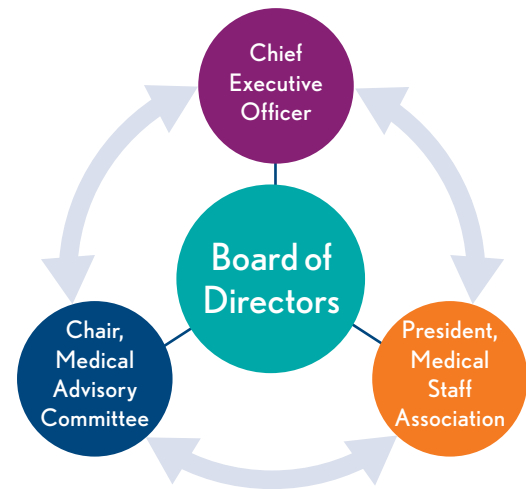 Chief
Executive
Officer
Board of
Directors
Chair,
Medical
Advisory
Committee
President,
Medical
Staff
Association